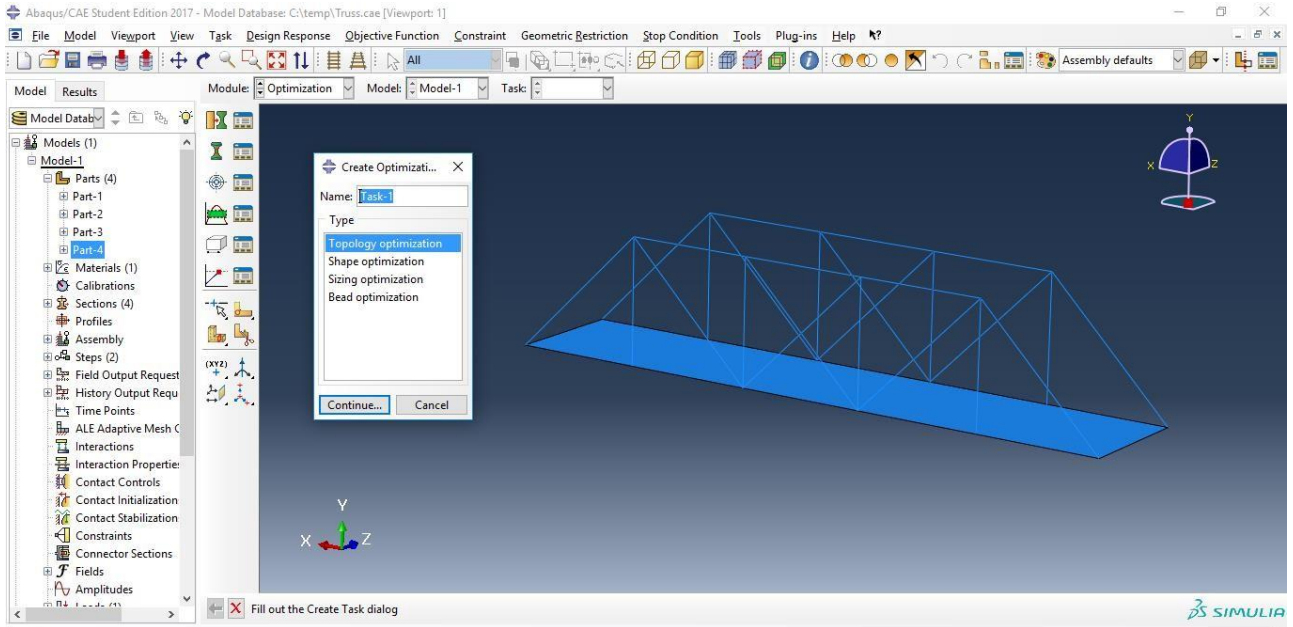 Abaqus/CAE Student Edition 2017 - Model Database: C:\temp\Truss.cae [Viewport: 1]
File Model Viewport View Task Design Response Objective Function Constraint Geometric Restriction Stop Condition Tools Plug-ins Help
All Assembly defaults
Model Results Module: Optimization Model: Model-1 Task:
Model Datab
Models (1)
Model-1
Parts (4)
Part-1
Part-2
Part-3
Part-4
Materials (1)
Calibrations
Sections (4)
Profiles
Assembly
Steps (2)
Field Output Request
History Output Requ
Time Points
ALE Adaptive Mesh C
Interactions
Interaction Properties
Contact Controls
Contact Initialization
Contact Stabilization
Constraints
Connector Sections
Fields
Amplitudes
Loads (1)
(XYZ)
Create Optimizati...
Name: Task-1
Type
Topology optimization
Shape optimization
Sizing optimization
Bead optimization
Continue... Cancel
Y
X Z
Y
X Z
Fill out the Create Task dialog
SIMULIA